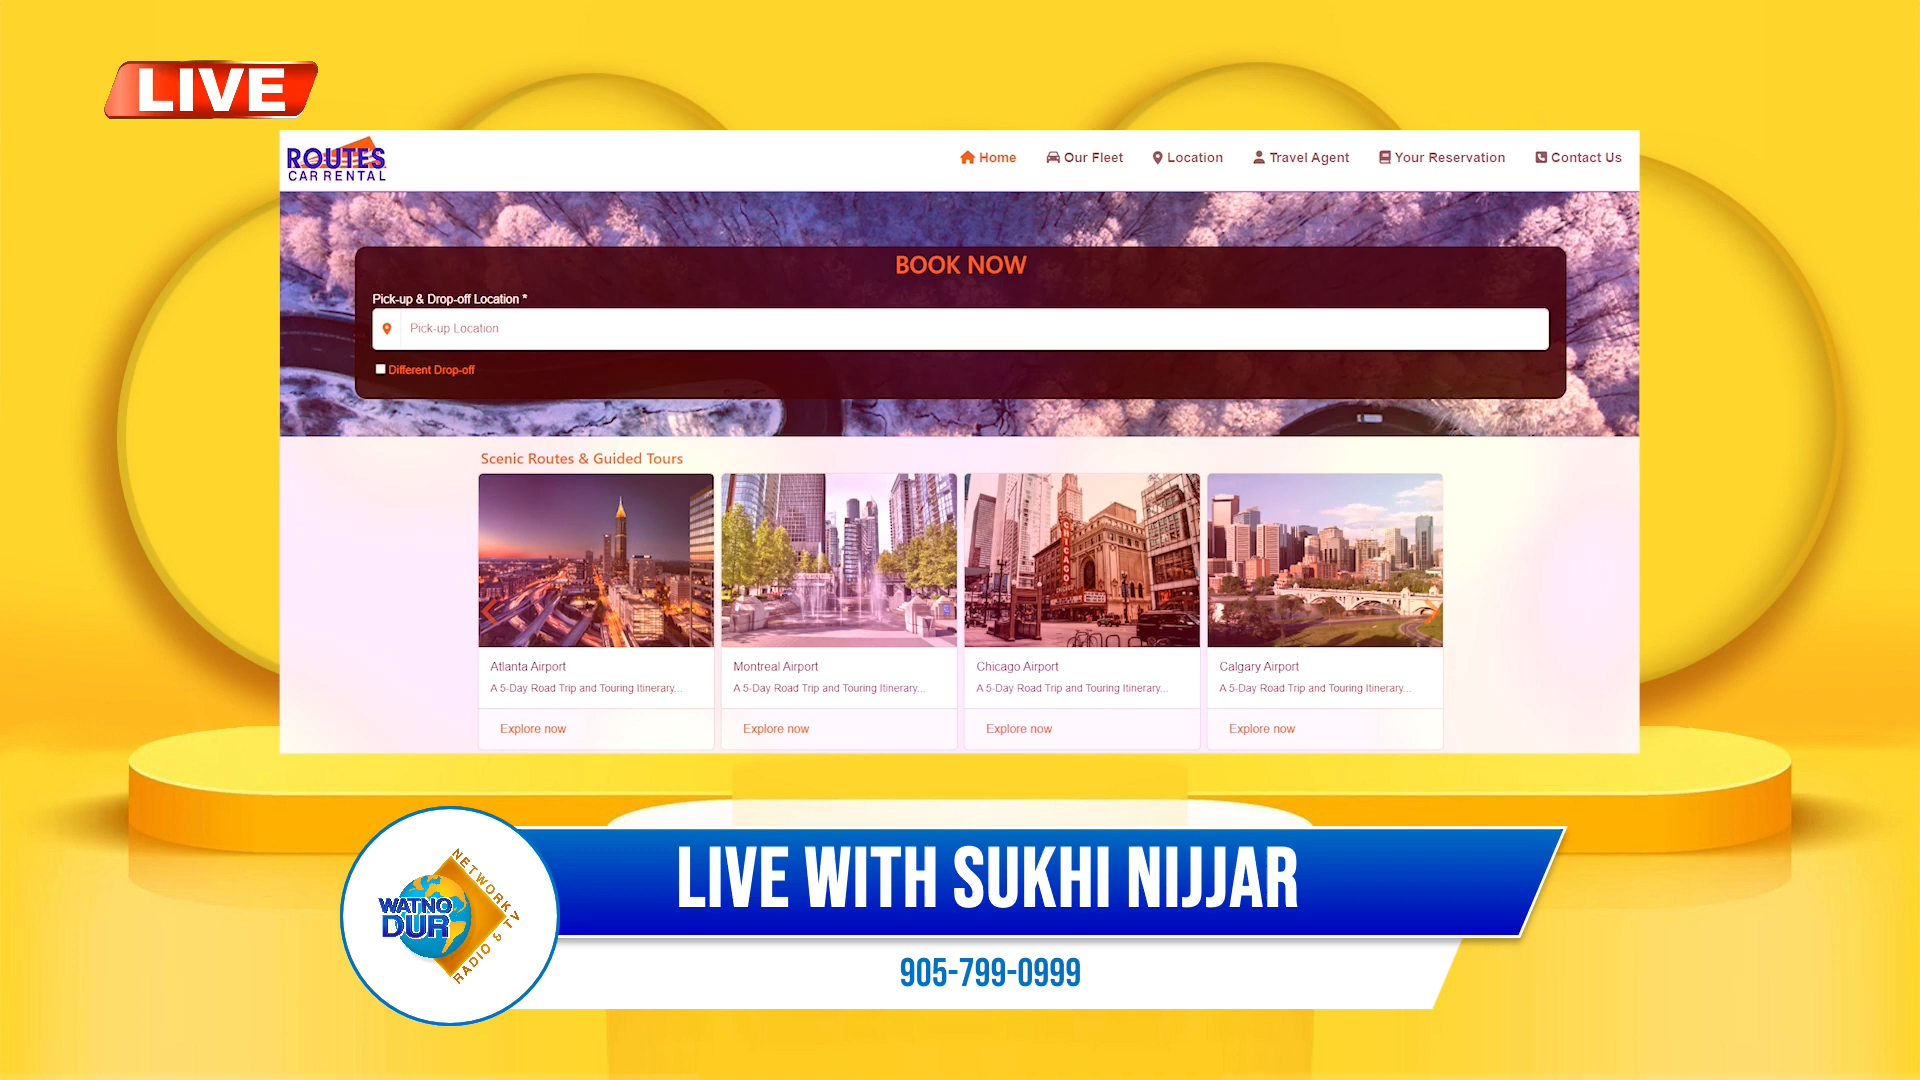 LIVE
ROUTES
CAR RENTAL
Home
Our Fleet
Location
Travel Agent
Your Reservation
Contact Us
BOOK NOW
Pick-up & Drop-off Location *
Pick-up Location
Different Drop-off
Scenic Routes & Guided Tours
CHICAGO
Atlanta Airport
A 5-Day Road Trip and Touring Itinerary...
Explore now
Montreal Airport
A 5-Day Road Trip and Touring Itinerary...
Explore now
Chicago Airport
A 5-Day Road Trip and Touring Itinerary...
Explore now
Calgary Airport
A 5-Day Road Trip and Touring Itinerary...
Explore now
WATNO
DUR
NETWORKZ
RADIO & TV
LIVE WITH SUKHI NIJJAR
905-799-0999